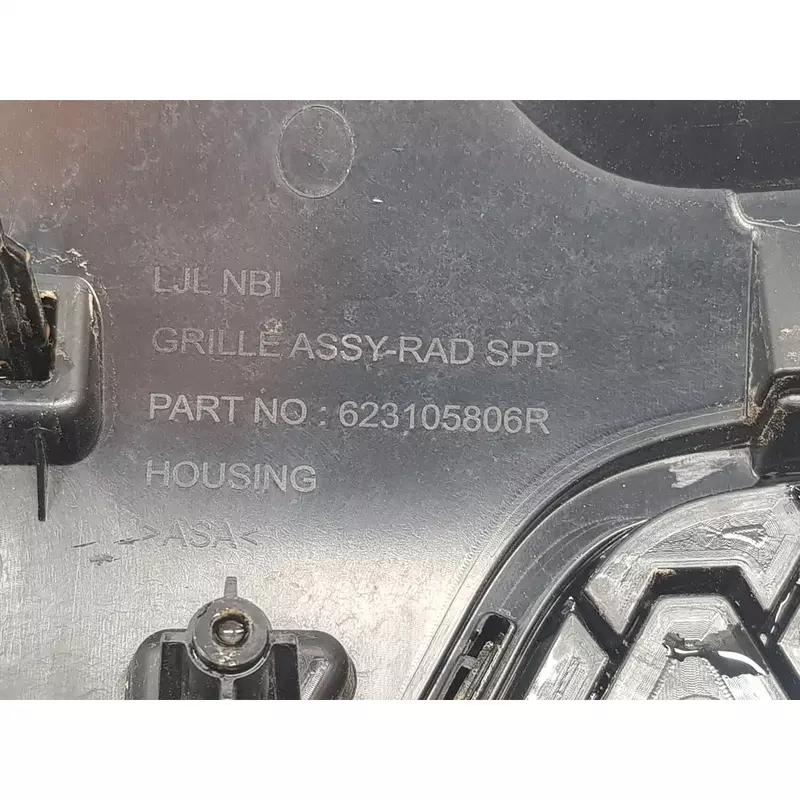 LJL NBI
GRILLE ASSY-RAD SPP
PART NO : 623105806R
HOUSING
>ASA<